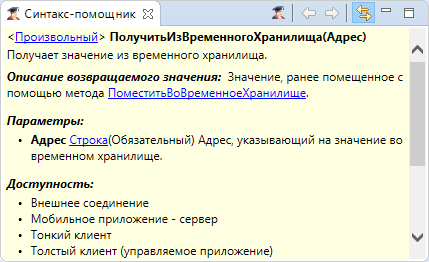 Синтакс-помощник
<Произвольный> ПолучитьИзВременногоХранилища(Адрес)
Получает значение из временного хранилища.
Описание возвращаемого значения: Значение, ранее помещенное с
помощью метода ПоместитьВоВременноеХранилище.
Параметры:
• Адрес Строка(Обязательный) Адрес, указывающий на значение во
временном хранилище.
Доступность:
• Внешнее соединение
• Мобильное приложение - сервер
• Тонкий клиент
• Толстый клиент (управляемое приложение)